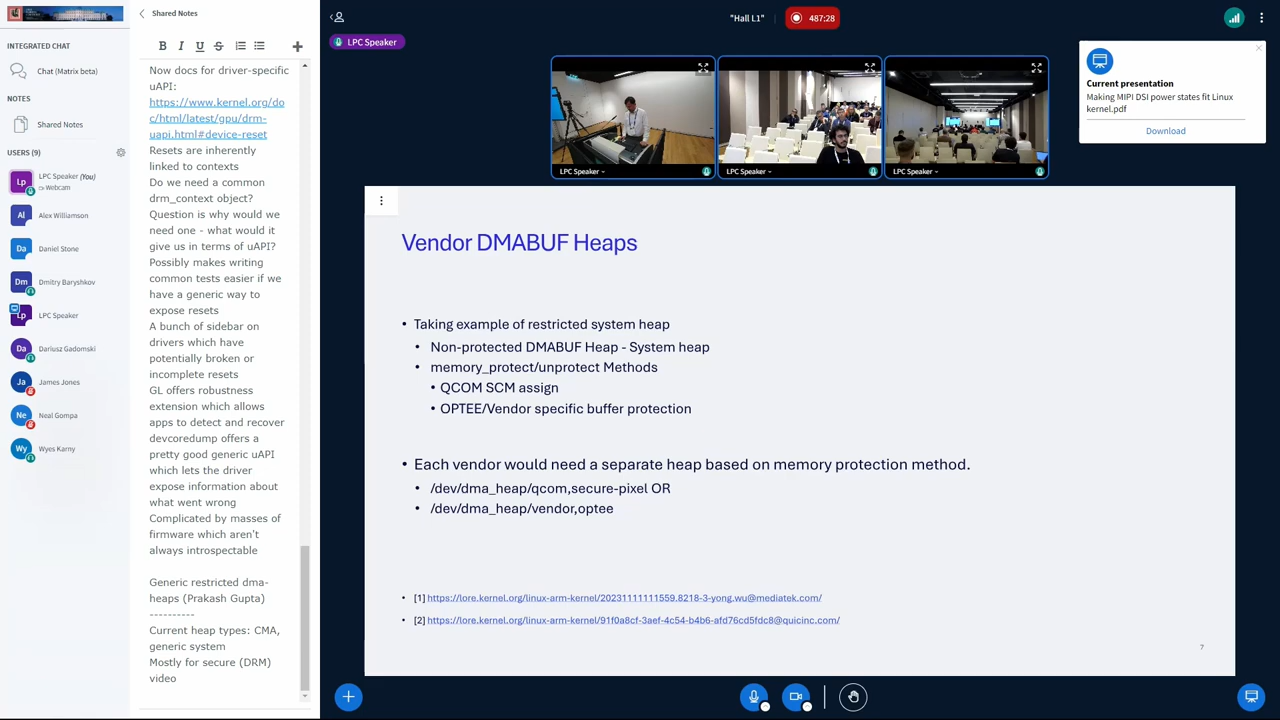 INTEGRATED CHAT
Chat (Matrix beta)
NOTES
Shared Notes
USERS (9)
Lp
LPC Speaker (You)
Webcam
Al
Alex Williamson
Da
Daniel Stone
Dm
Dmitry Baryshkov
Lp
LPC Speaker
Da
Dariusz Gadomski
Ja
James Jones
Ne
Neal Gompa
Wy
Wyes Karny
Shared Notes
B I U S
Now docs for driver-specific
uAPI:
https://www.kernel.org/do
c/html/latest/gpu/drm-
uapi.html#device-reset
Resets are inherently
linked to contexts
Do we need a common
drm_context object?
Question is why would we
need one - what would it
give us in terms of uAPI?
Possibly makes writing
common tests easier if we
have a generic way to
expose resets
A bunch of sidebar on
drivers which have
potentially broken or
incomplete resets
GL offers robustness
extension which allows
apps to detect and recover
devcoredump offers a
pretty good generic uAPI
which lets the driver
expose information about
what went wrong
Complicated by masses of
firmware which aren't
always introspectable
Generic restricted dma-
heaps (Prakash Gupta)
----------
Current heap types: CMA,
generic system
Mostly for secure (DRM)
video
"Hall L1"
487:28
LPC Speaker
LPC Speaker
LPC Speaker
LPC Speaker
Current presentation
Making MIPI DSI power states fit Linux
kernel.pdf
Download
Vendor DMABUF Heaps
• Taking example of restricted system heap
• Non-protected DMABUF Heap - System heap
• memory_protect/unprotect Methods
• QCOM SCM assign
• OPTEE/Vendor specific buffer protection
• Each vendor would need a separate heap based on memory protection method.
• /dev/dma_heap/qcom,secure-pixel OR
• /dev/dma_heap/vendor,optee
• [1] https://lore.kernel.org/linux-arm-kernel/20231111111559.8218-3-yong.wu@mediatek.com/
• [2] https://lore.kernel.org/linux-arm-kernel/91f0a8cf-3aef-4c54-b4b6-afd76cd5fdc8@quicinc.com/
7